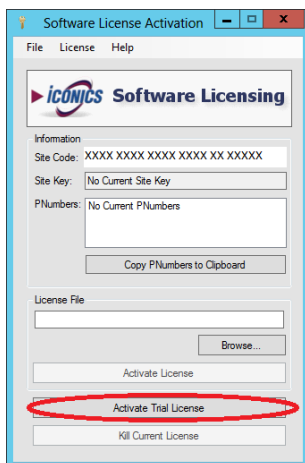 Software License Activation
File License Help
ICONICS Software Licensing
Information
Site Code: XXXX XXXX XXXX XXXX XX XXXXX
Site Key: No Current Site Key
PNumbers: No Current PNumbers
Copy PNumbers to Clipboard
License File
Browse...
Activate License
Activate Trial License
Kill Current License